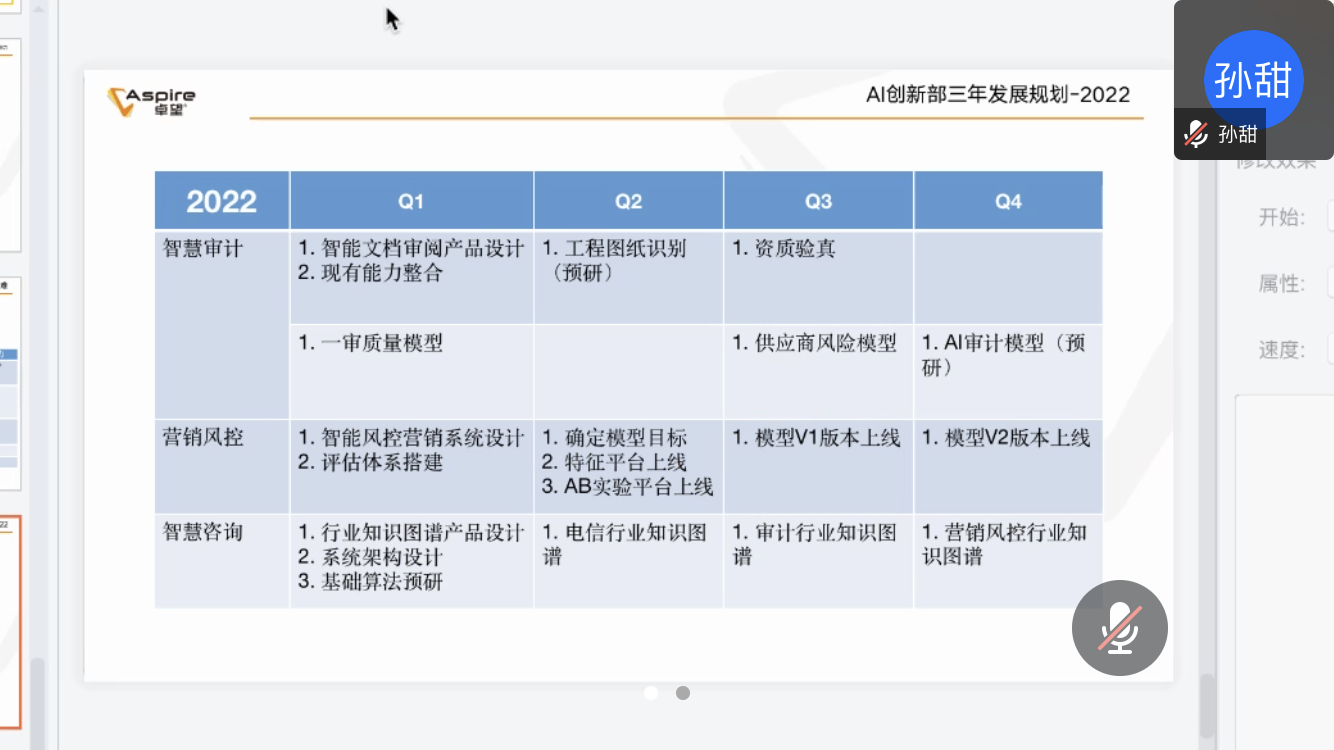 Aspire
卓望
AI创新部三年发展规划-2022
孙甜
孙甜
修改效果
开始:
属性:
速度:
2022
Q1
Q2
Q3
Q4
智慧审计
1. 智能文档审阅产品设计
2. 现有能力整合
1. 工程图纸识别
（预研）
1. 资质验真
1. 一审质量模型
1. 供应商风险模型
1. AI审计模型（预
研）
营销风控
1. 智能风控营销系统设计
2. 评估体系搭建
1. 确定模型目标
2. 特征平台上线
3. AB实验平台上线
1. 模型V1版本上线
1. 模型V2版本上线
智慧咨询
1. 行业知识图谱产品设计
2. 系统架构设计
3. 基础算法预研
1. 电信行业知识图
谱
1. 审计行业知识图
谱
1. 营销风控行业知
识图谱